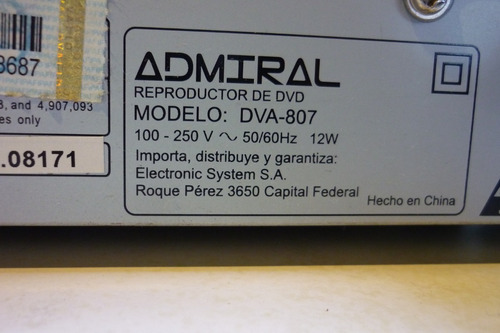 8687
3, and 4,907,093
es only
.08171
ADMIRAL
REPRODUCTOR DE DVD
MODELO: DVA-807
100 - 250 V ~ 50/60Hz 12W
Importa, distribuye y garantiza:
Electronic System S.A.
Roque Pérez 3650 Capital Federal
Hecho en China